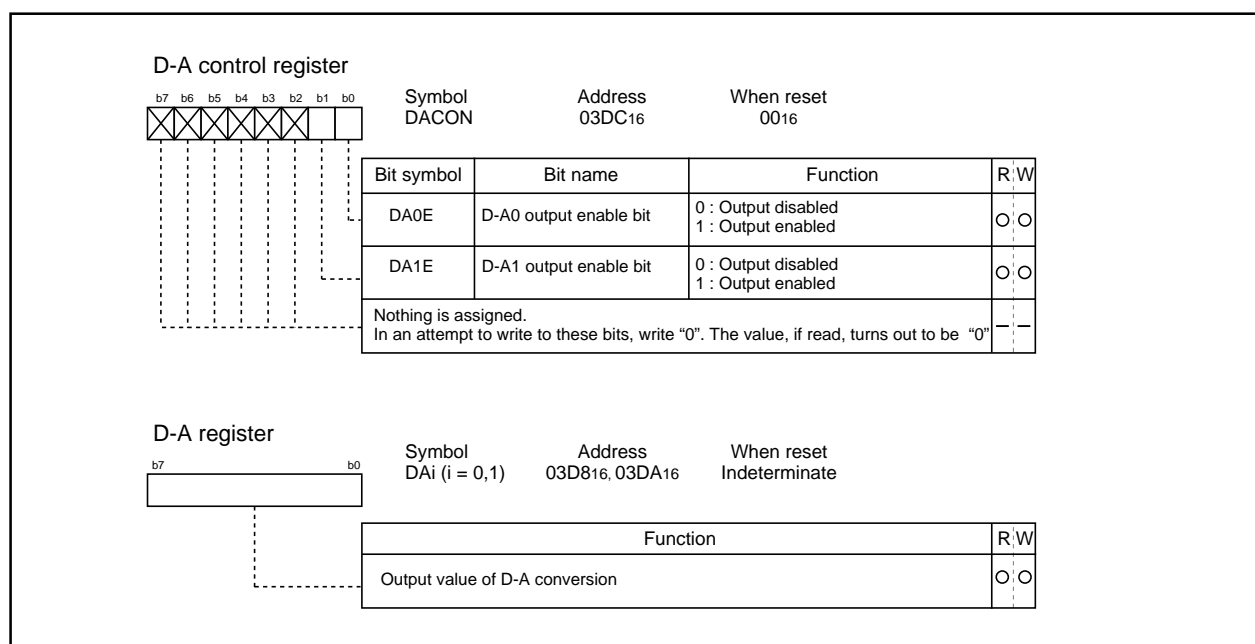 D-A control register
b7 b6 b5 b4 b3 b2 b1 b0
Symbol Address When reset
DACON 03DC16 0016
Bit symbol Bit name Function R W
DA0E D-A0 output enable bit 0 : Output disabled
1 : Output enabled
DA1E D-A1 output enable bit 0 : Output disabled
1 : Output enabled
Nothing is assigned.
In an attempt to write to these bits, write “0”. The value, if read, turns out to be “0”
D-A register
b7 b0
Symbol Address When reset
DAi (i = 0,1) 03D816, 03DA16 Indeterminate
Function R W
Output value of D-A conversion